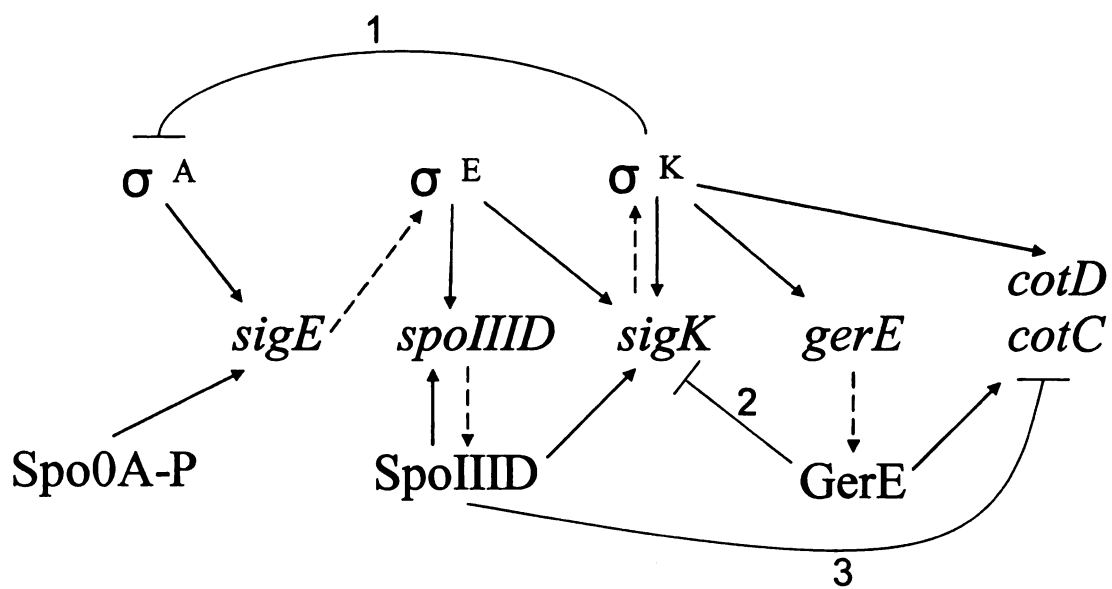 1
σ A σ E σ K
cotD
sigE spoIIID sigK gerE cotC
2
Spo0A-P SpoIIID GerE
3